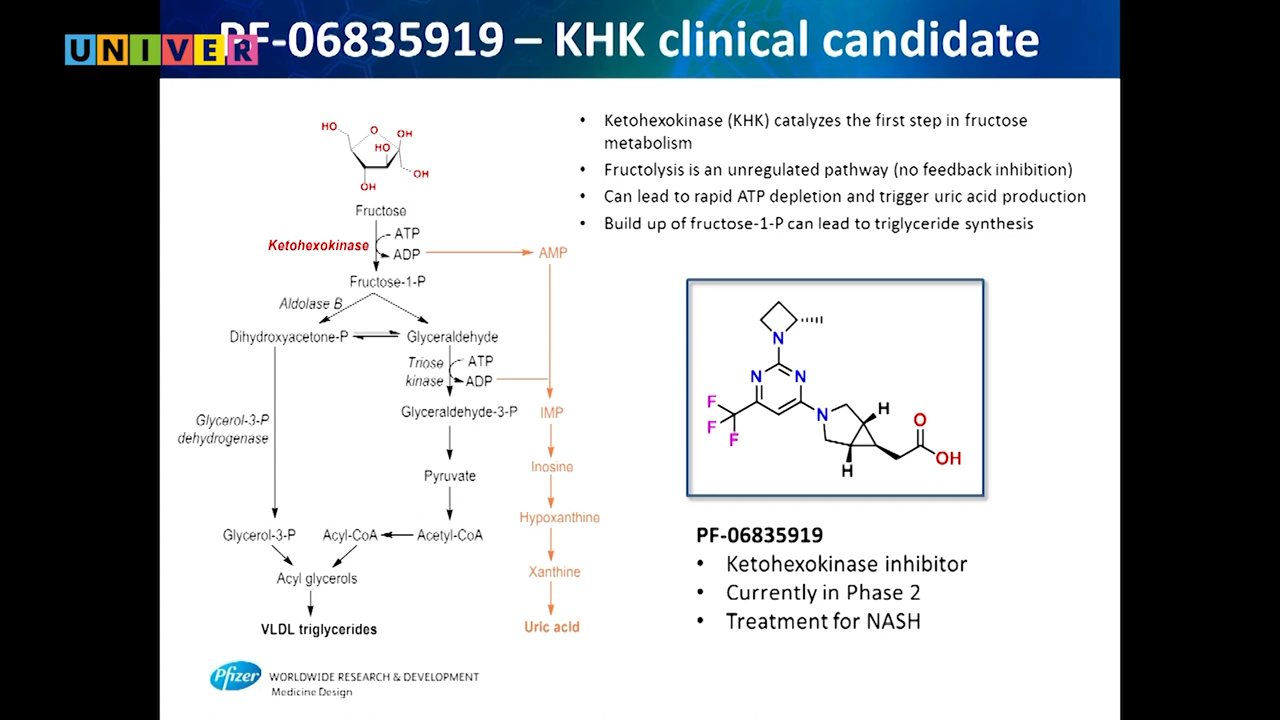 UNIVER
PF-06835919 – KHK clinical candidate
• Ketohexokinase (KHK) catalyzes the first step in fructose
metabolism
• Fructolysis is an unregulated pathway (no feedback inhibition)
• Can lead to rapid ATP depletion and trigger uric acid production
• Build up of fructose-1-P can lead to triglyceride synthesis
HO
O
OH
HO
OH
OH
Fructose
ATP
Ketohexokinase
ADP
AMP
Fructose-1-P
Aldolase B
Dihydroxyacetone-P
Glyceraldehyde
Triose
kinase
ATP
ADP
Glycerol-3-P
dehydrogenase
Glyceraldehyde-3-P
IMP
Pyruvate
Inosine
Hypoxanthine
Glycerol-3-P
Acyl-CoA
Acetyl-CoA
Xanthine
Acyl glycerols
VLDL triglycerides
Uric acid
N
N
N
F
F
F
N
H
H
O
OH
PF-06835919
• Ketohexokinase inhibitor
• Currently in Phase 2
• Treatment for NASH
Pfizer
WORLDWIDE RESEARCH & DEVELOPMENT
Medicine Design